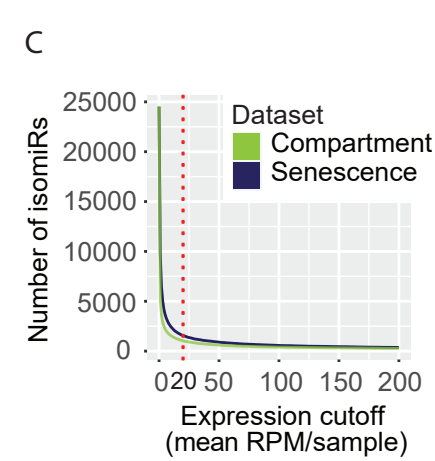 C
Number of isomiRs
25000
20000
15000
10000
5000
0
Dataset
Compartment
Senescence
0 20 50 100 150 200
Expression cutoff
(mean RPM/sample)